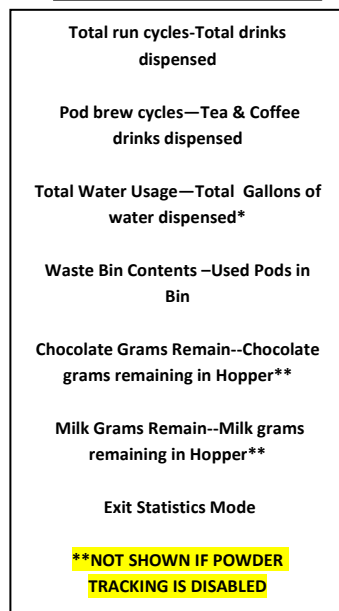 Total run cycles-Total drinks
dispensed
Pod brew cycles—Tea & Coffee
drinks dispensed
Total Water Usage—Total  Gallons of
water dispensed*
Waste Bin Contents –Used Pods in
Bin
Chocolate Grams Remain--Chocolate
grams remaining in Hopper**
Milk Grams Remain--Milk grams
remaining in Hopper**
Exit Statistics Mode
**NOT SHOWN IF POWDER
TRACKING IS DISABLED